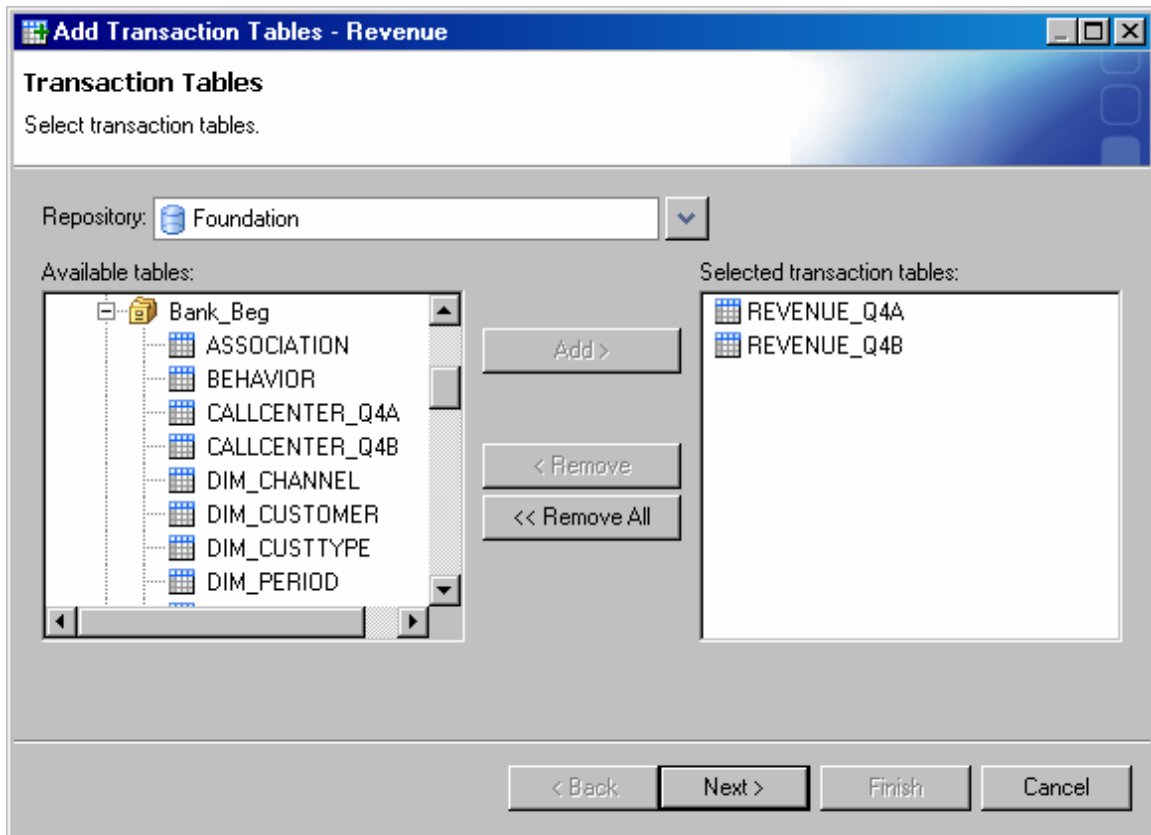 Add Transaction Tables - Revenue
Transaction Tables
Select transaction tables.
Repository: Foundation
Available tables:
Bank_Beg
ASSOCIATION
BEHAVIOR
CALLCENTER_Q4A
CALLCENTER_Q4B
DIM_CHANNEL
DIM_CUSTOMER
DIM_CUSTTYPE
DIM_PERIOD
Add >
< Remove
<< Remove All
Selected transaction tables:
REVENUE_Q4A
REVENUE_Q4B
< Back
Next >
Finish
Cancel